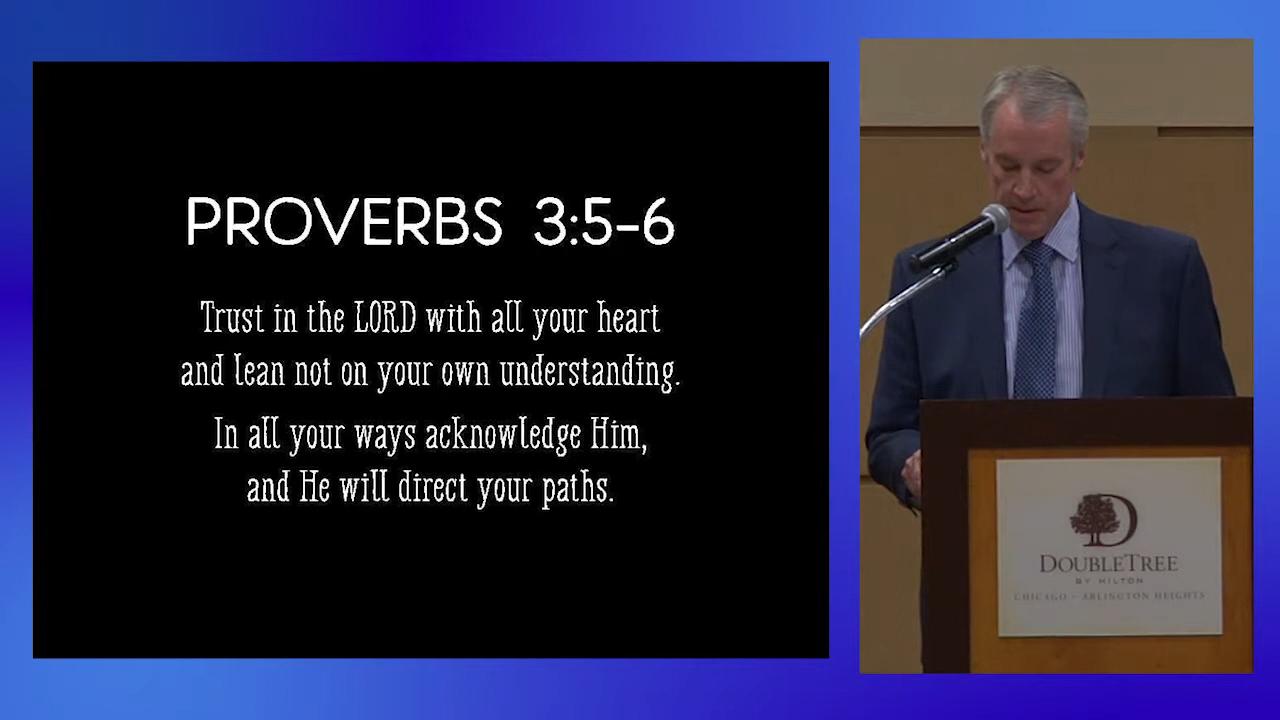 PROVERBS 3:5-6
Trust in the LORD with all your heart
and lean not on your own understanding.
In all your ways acknowledge Him,
and He will direct your paths.
D
DOUBLETREE
BY HILTON
CHICAGO - ARLINGTON HEIGHTS